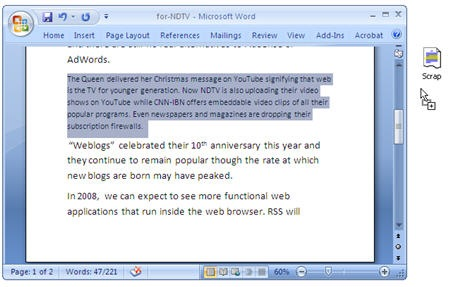 for-NDTV - Microsoft Word
Home Insert Page Layout References Mailings Review View Add-Ins Acrobat
AdWords.
The Queen delivered her Christmas message on YouTube signifying that web
is the TV for younger generation. Now NDTV is also uploading their video
shows on YouTube while CNN-IBN offers embeddable video clips of all their
popular programs. Even newspapers and magazines are dropping their
subscription firewalls.
"Weblogs" celebrated their 10th anniversary this year and
they continue to remain popular though the rate at which
new blogs are born may have peaked.
In 2008, we can expect to see more functional web
applications that run inside the web browser. RSS will
Page: 1 of 2 Words: 47/221 60%
Scrap